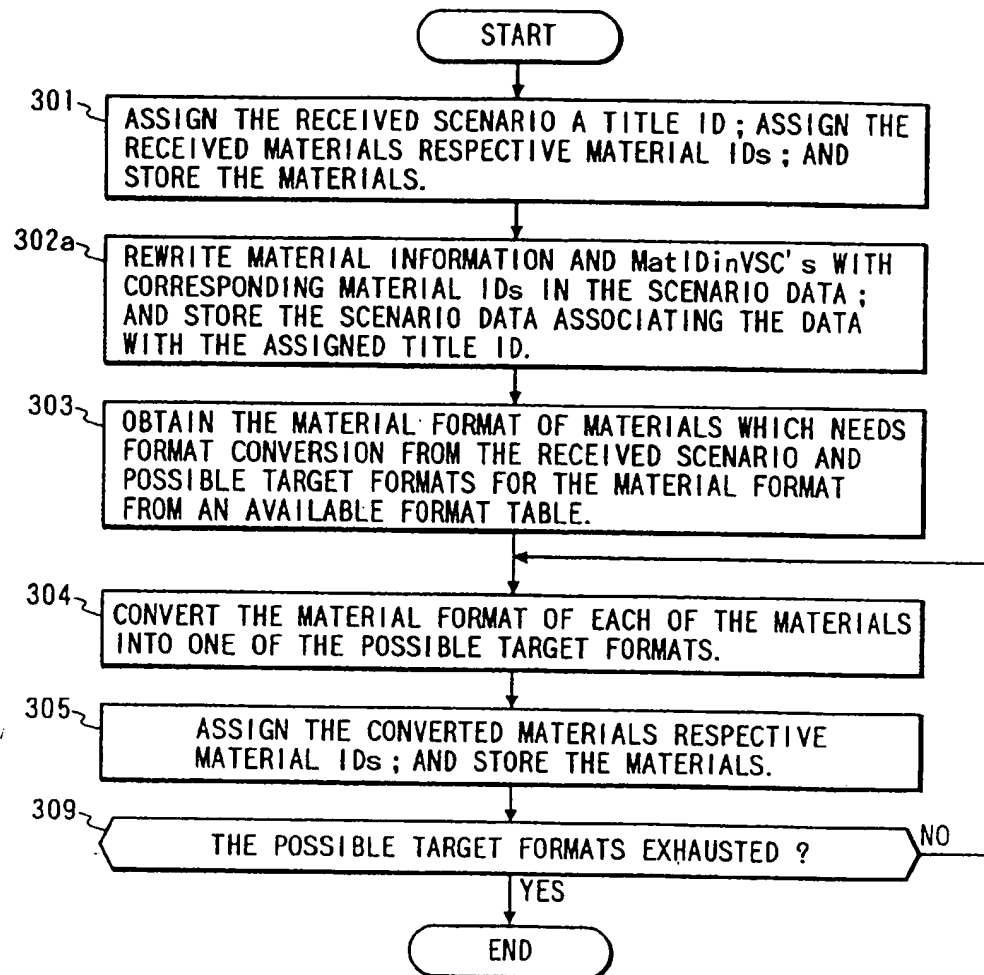 START
301
ASSIGN THE RECEIVED SCENARIO A TITLE ID; ASSIGN THE
RECEIVED MATERIALS RESPECTIVE MATERIAL IDs; AND
STORE THE MATERIALS.
302a
REWRITE MATERIAL INFORMATION AND MatIDinVSC's WITH
CORRESPONDING MATERIAL IDs IN THE SCENARIO DATA;
AND STORE THE SCENARIO DATA ASSOCIATING THE DATA
WITH THE ASSIGNED TITLE ID.
303
OBTAIN THE MATERIAL FORMAT OF MATERIALS WHICH NEEDS
FORMAT CONVERSION FROM THE RECEIVED SCENARIO AND
POSSIBLE TARGET FORMATS FOR THE MATERIAL FORMAT
FROM AN AVAILABLE FORMAT TABLE.
304
CONVERT THE MATERIAL FORMAT OF EACH OF THE MATERIALS
INTO ONE OF THE POSSIBLE TARGET FORMATS.
305
ASSIGN THE CONVERTED MATERIALS RESPECTIVE
MATERIAL IDs; AND STORE THE MATERIALS.
309
THE POSSIBLE TARGET FORMATS EXHAUSTED ?
NO
YES
END